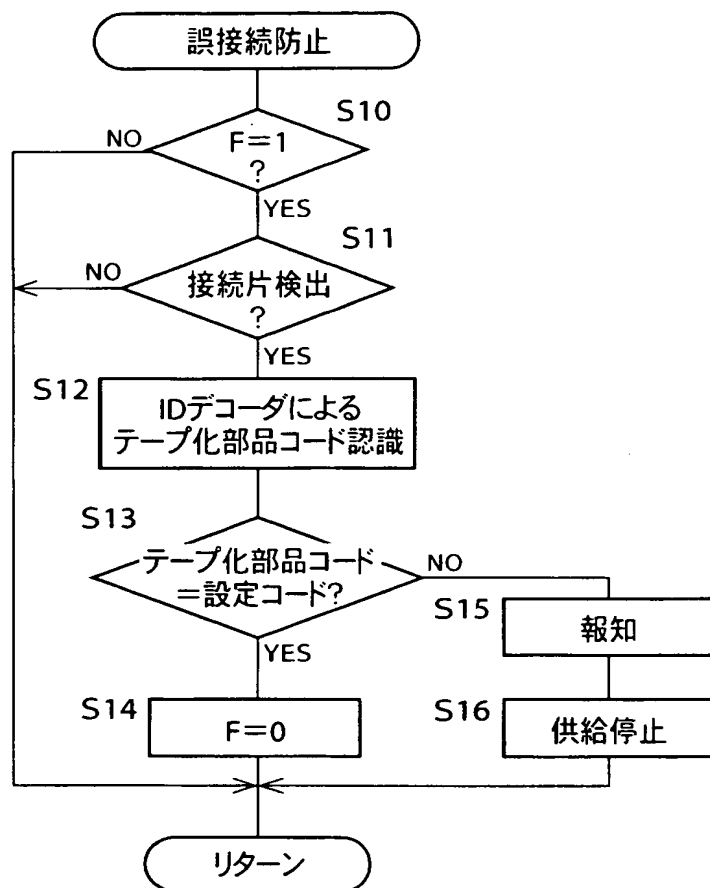 誤接続防止
S10
NO
F=1
?
YES
S11
NO
接続片検出
?
YES
S12
IDデコーダによる
テープ化部品コード認識
S13
テープ化部品コード
=設定コード?
NO
YES
S15
報知
S14
F=0
S16
供給停止
リターン